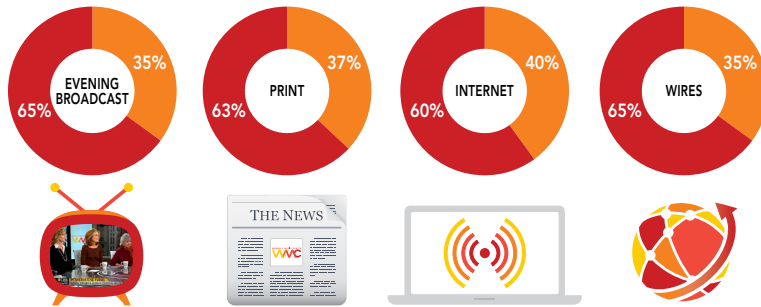 35%
EVENING
BROADCAST
65%
37%
PRINT
63%
40%
INTERNET
60%
35%
WIRES
65%
THE NEWS
WMC